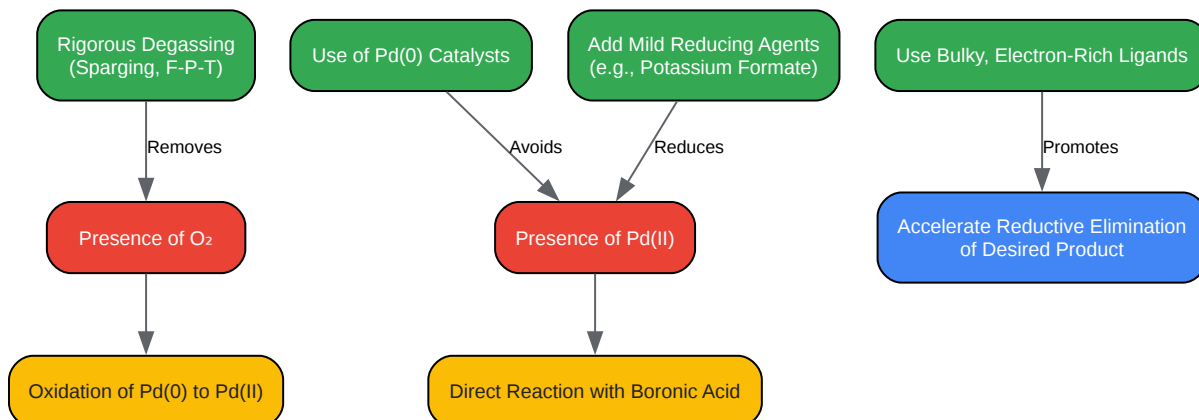 Rigorous Degassing
(Sparging, F-P-T)
Use of Pd(0) Catalysts
Add Mild Reducing Agents
(e.g., Potassium Formate)
Use Bulky, Electron-Rich Ligands
Removes
Avoids
Reduces
Promotes
Presence of O₂
Presence of Pd(II)
Accelerate Reductive Elimination
of Desired Product
Oxidation of Pd(0) to Pd(II)
Direct Reaction with Boronic Acid